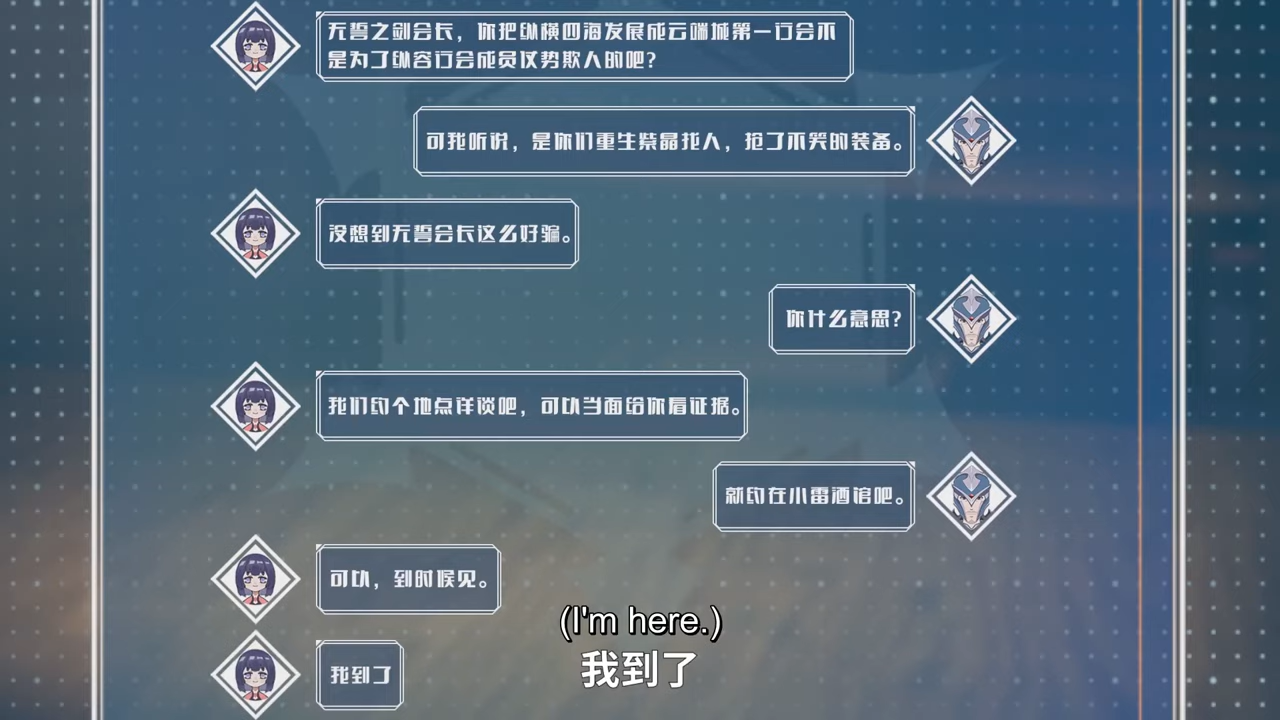 无誓之剑会长，你把纵横四海发展成云端城第一行会不
是为了纵容行会成员仗势欺人的吧？
可我听说，是你们重生紫晶找人，抢了不哭的装备。
没想到无誓会长这么好骗。
你什么意思？
我们约个地点详谈吧，可以当面给你看证据。
就约在小雷酒馆吧。
可以，到时候见。
我到了
(I'm here.)
我到了